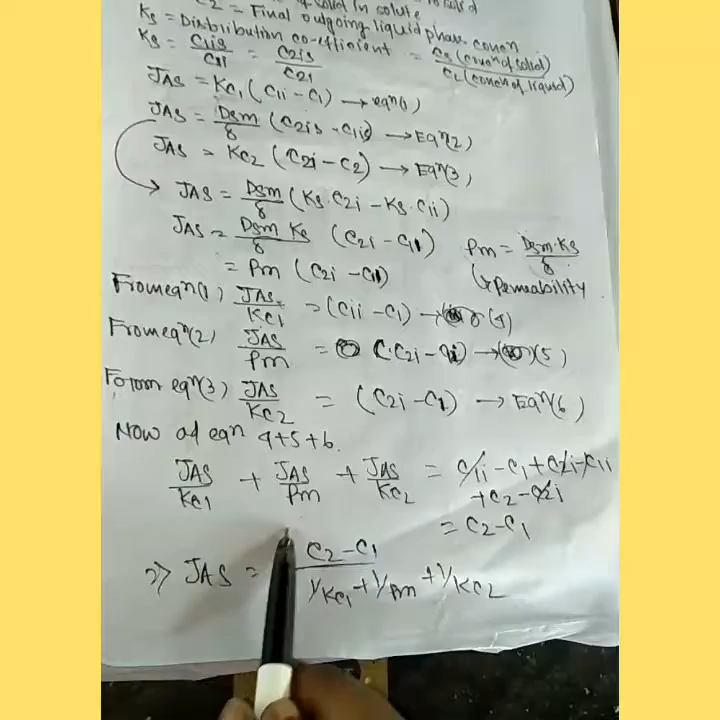 C2 = Final outgoing liquid phase concn
Ks = Distribution co-efficient = Cs (concn of solid) / CL (concn of liquid)
Ks = C1is/C1i = C2is/C2i
JAS = Kc1 (C1i - C1) → eqn(1)
JAS = Dsm/δ (C2is - C1is) → Eqn(2)
JAS = Kc2 (C2i - C2) → Eqn(3)
→ JAS = Dsm/δ (Ks.C2i - Ks.C1i)
JAS = Dsm Ks/δ (C2i - C1i) Pm = Dsm.Ks/δ
= Pm (C2i - C1i) ↳ Permeability
From eqn(1) JAS/Kc1 = (C1i - C1) → (4)
From eqn(2) JAS/Pm = (C2i - ) → (5)
Form eqn(3) JAS/KC2 = (C2i - C1) → Eqn(6)
Now ad eqn 4+5+6.
JAS/KC1 + JAS/Pm + JAS/KC2 = C1i - C1 + C2i - C1i
+ C2 - C2i
= C2 - C1
⇒ JAS = C2 - C1 / 1/KC1 + 1/Pm + 1/KC2